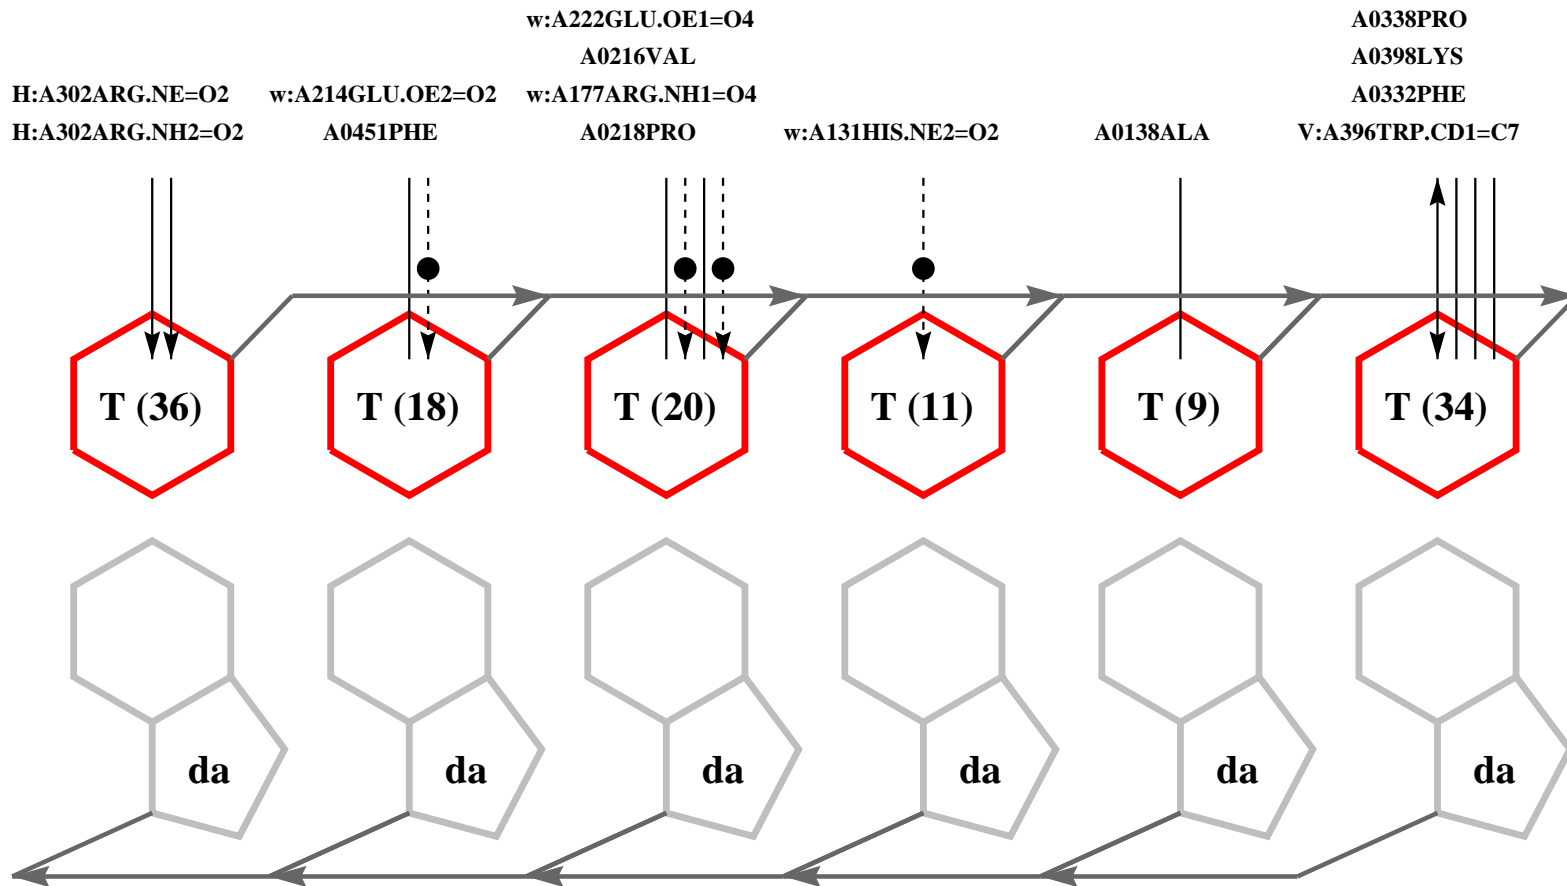 w:A222GLU.OE1=O4 A0338PRO
A0216VAL A0398LYS
H:A302ARG.NE=O2 w:A214GLU.OE2=O2 w:A177ARG.NH1=O4 A0332PHE
H:A302ARG.NH2=O2 A0451PHE A0218PRO w:A131HIS.NE2=O2 A0138ALA V:A396TRP.CD1=C7
T (36) T (18) T (20) T (11) T (9) T (34)
da da da da da da